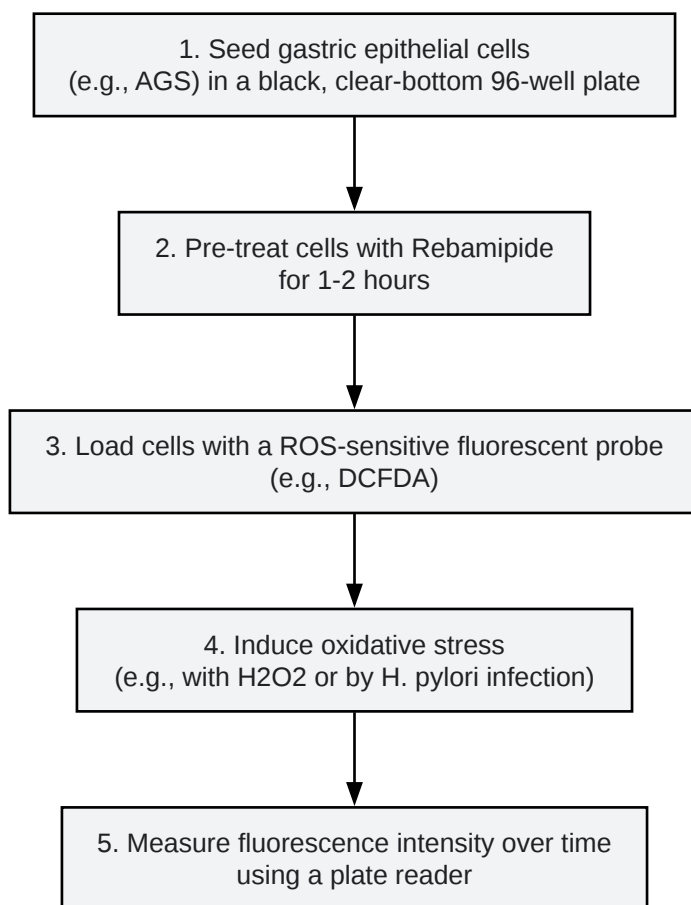 1. Seed gastric epithelial cells
(e.g., AGS) in a black, clear-bottom 96-well plate
2. Pre-treat cells with Rebamipide
for 1-2 hours
3. Load cells with a ROS-sensitive fluorescent probe
(e.g., DCFDA)
4. Induce oxidative stress
(e.g., with H2O2 or by H. pylori infection)
5. Measure fluorescence intensity over time
using a plate reader